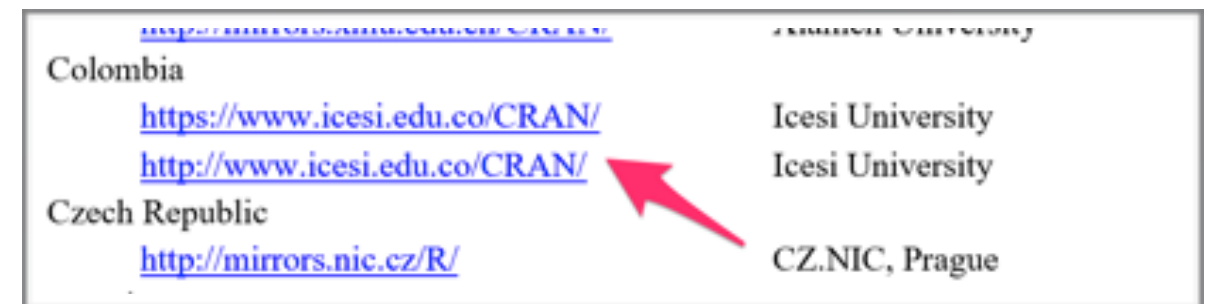 Colombia
https://www.icesi.edu.co/CRAN/ Icesi University
http://www.icesi.edu.co/CRAN/ Icesi University
Czech Republic
http://mirrors.nic.cz/R/ CZ.NIC, Prague